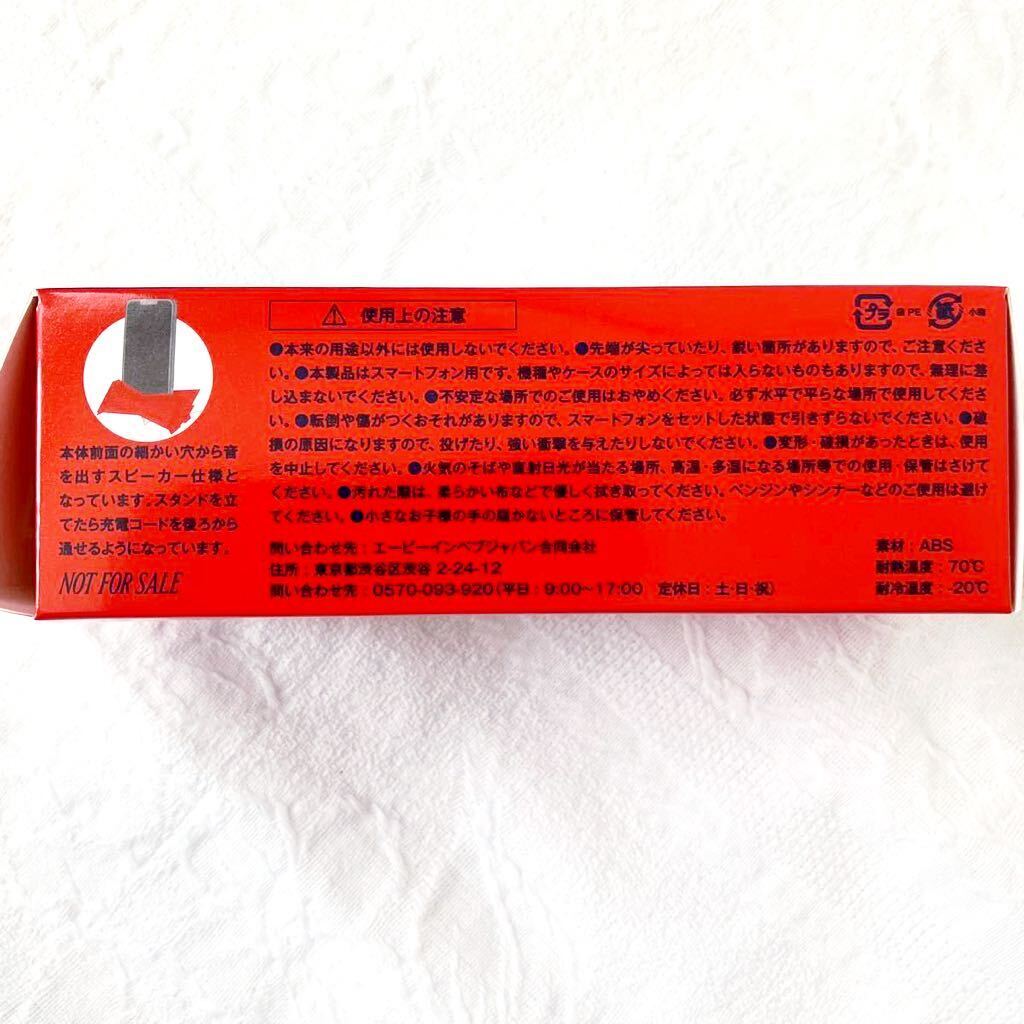 使用上の注意
プラ
袋 PE
紙
小箱
●本来の用途以外には使用しないでください。●先端が尖っていたり、鋭い箇所がありますので、ご注意くださ
い。●本製品はスマートフォン用です。機種やケースのサイズによっては入らないものもありますので、無理に差
し込まないでください。●不安定な場所でのご使用はおやめください。必ず水平で平らな場所で使用してくださ
い。●転倒や傷がつくおそれがありますので、スマートフォンをセットした状態で引きずらないでください。●破
損の原因になりますので、投げたり、強い衝撃を与えたりしないでください。●変形・破損があったときは、使用
を中止してください。●火気のそばや直射日光が当たる場所、高温・多湿になる場所等での使用・保管はさけて
ください。●汚れた際は、柔らかい布などで優しく拭き取ってください。ベンジンやシンナーなどのご使用は避け
てください。●小さなお子様の手の届かないところに保管してください。
本体前面の細かい穴から音
を出すスピーカー仕様と
なっています。スタンドを立
てたら充電コードを後ろから
通せるようになっています。
NOT FOR SALE
問い合わせ先：エービーインベブジャパン合同会社
住所：東京都渋谷区渋谷 2-24-12
問い合わせ先：0570-093-920(平日：9:00〜17:00　定休日：土・日・祝)
素材：ABS
耐熱温度：70℃
耐冷温度：-20℃